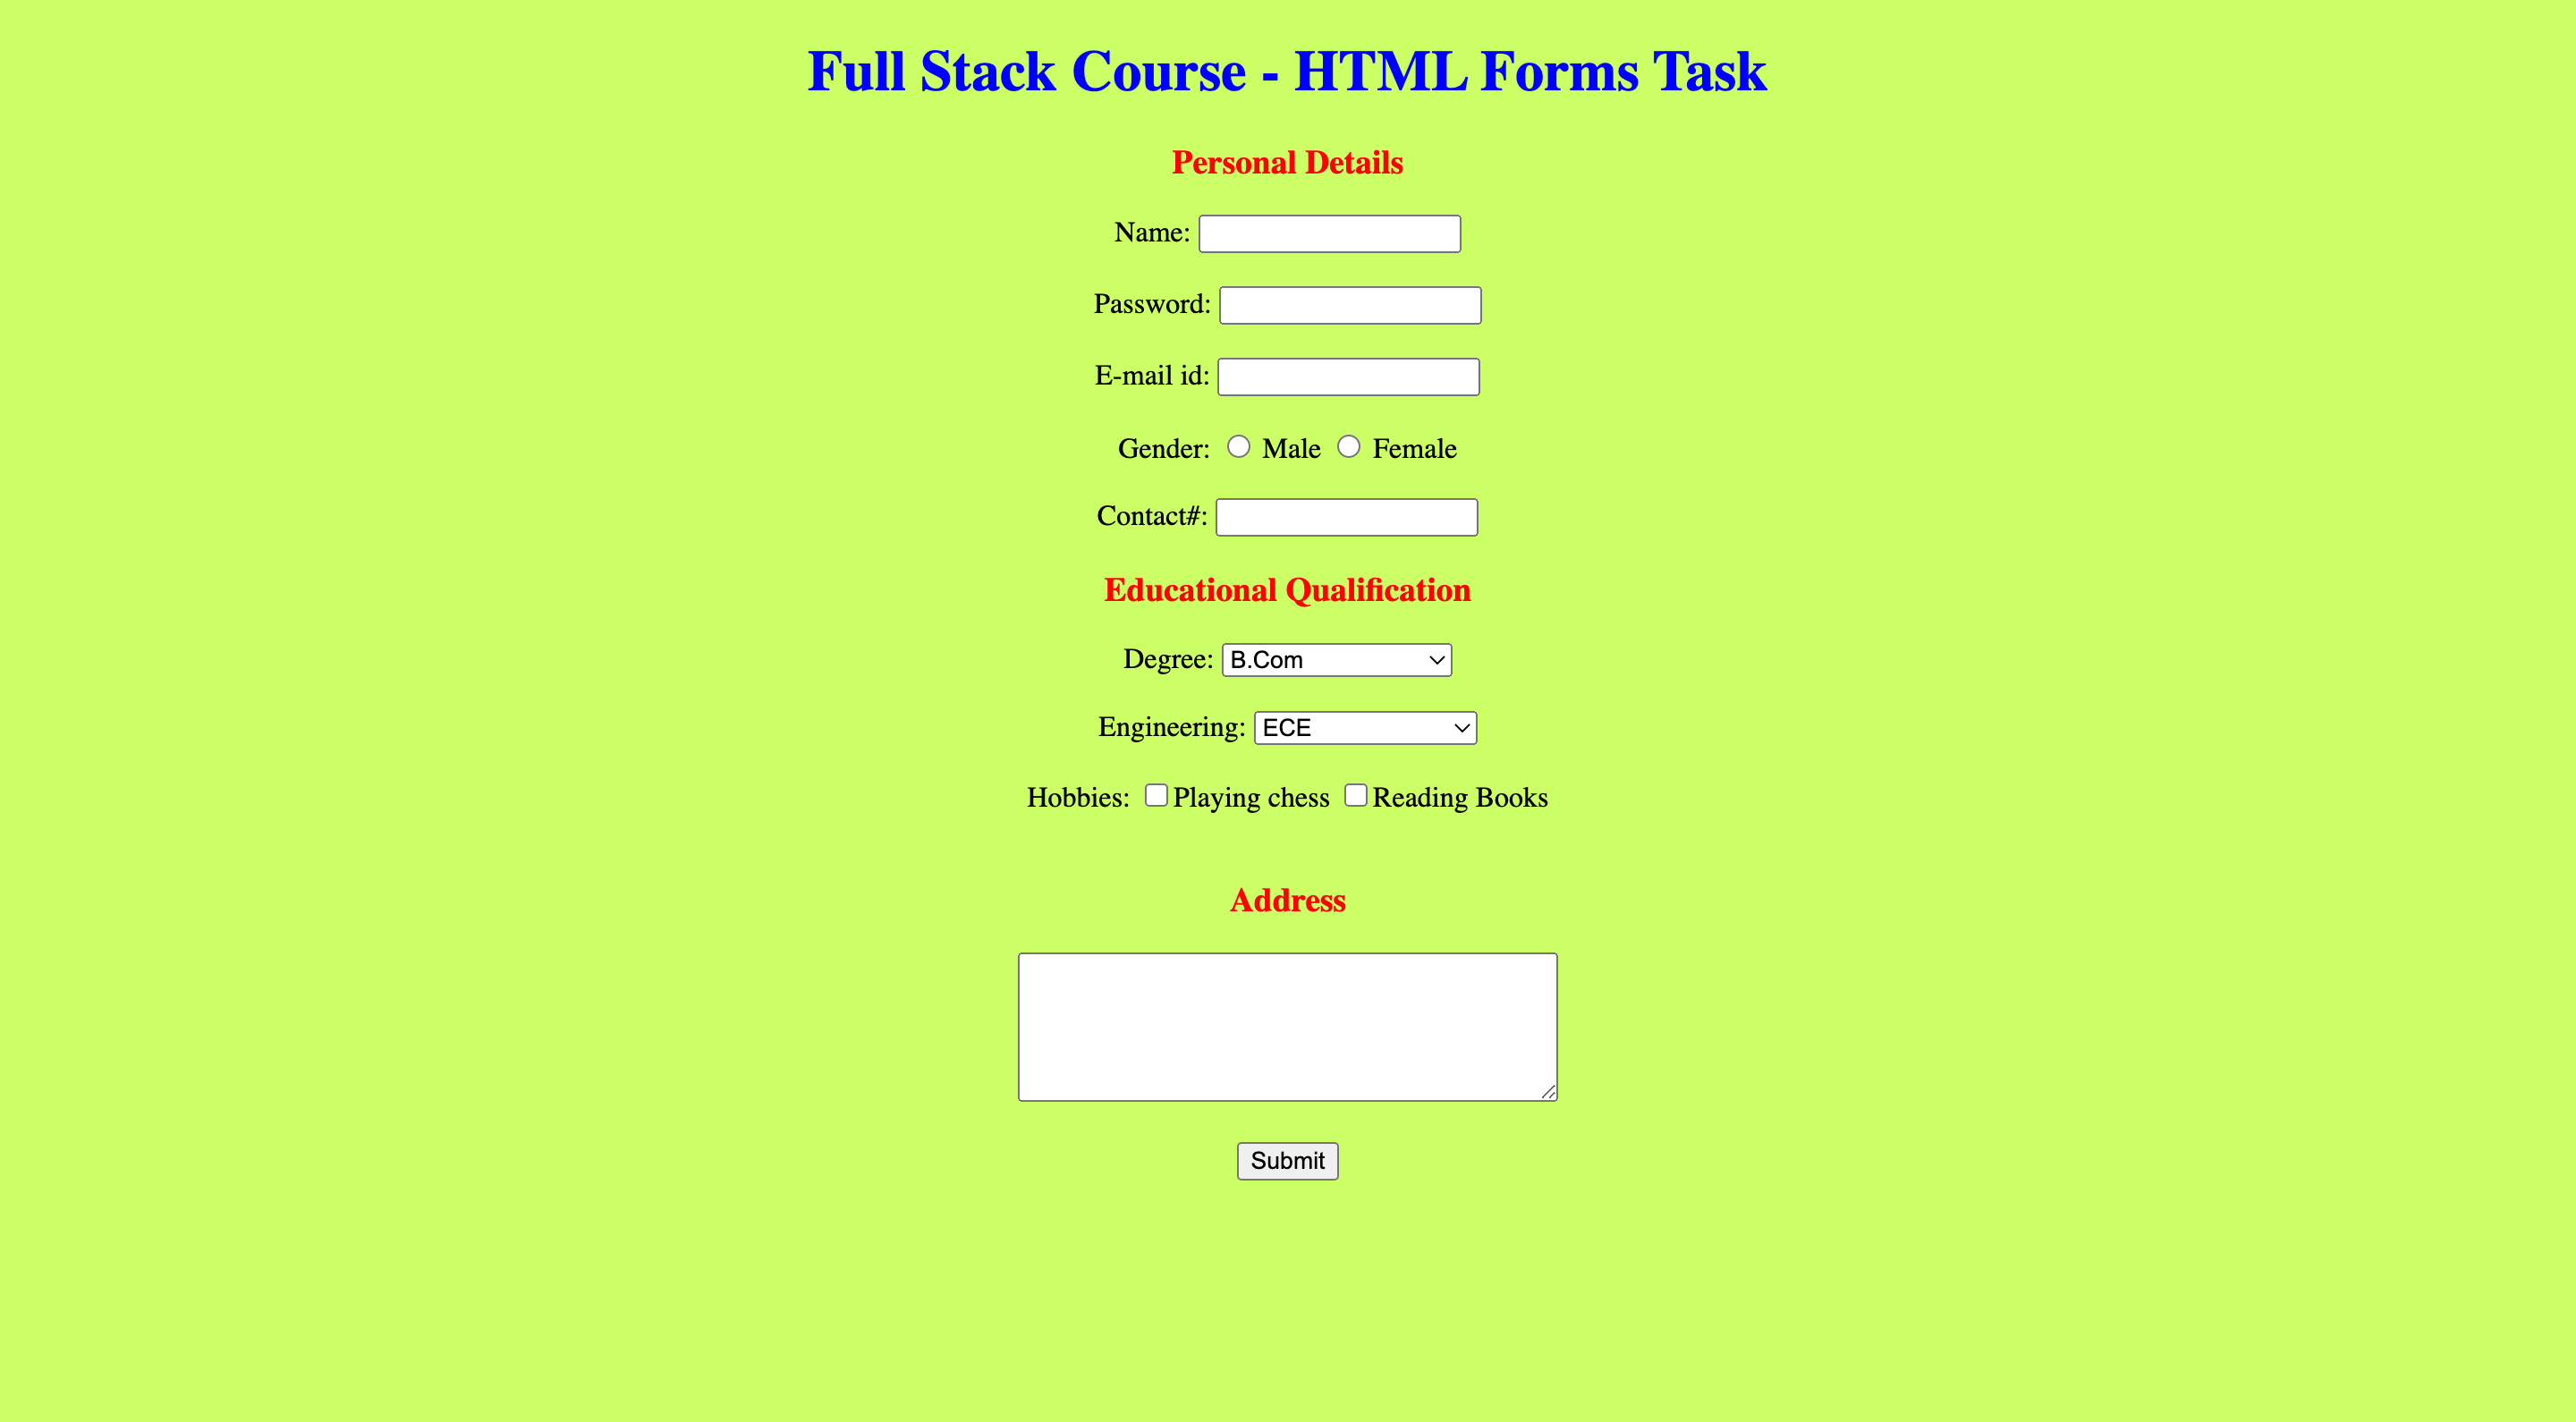 Full Stack Course - HTML Forms Task
Personal Details
Name:
Password:
E-mail id:
Gender: Male Female
Contact#:
Educational Qualification
Degree: B.Com
Engineering: ECE
Hobbies: Playing chess Reading Books
Address
Submit